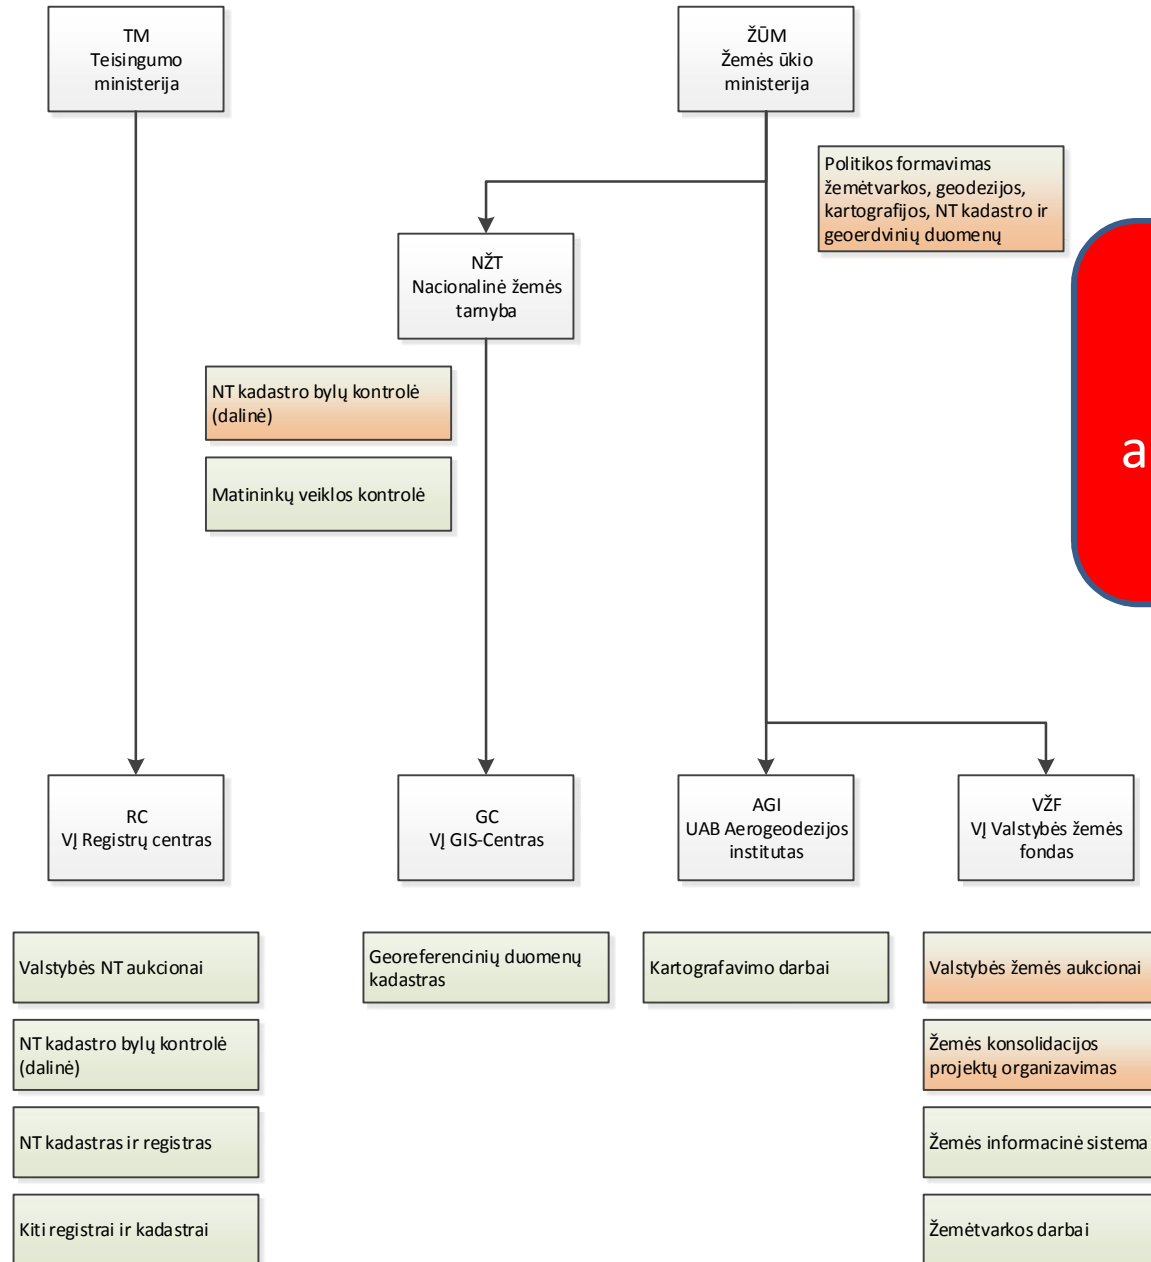 TM
Teisingumo
ministerija
ŽŪM
Žemės ūkio
ministerija
Politikos formavimas
žemėtvarkos, geodezijos,
kartografijos, NT kadastro ir
geoerdvinių duomenų
NŽT
Nacionalinė žemės
tarnyba
NT kadastro bylų kontrolė
(dalinė)
Matininkų veiklos kontrolė
a
RC
VĮ Registrų centras
GC
VĮ GIS-Centras
AGI
UAB Aerogeodezijos
institutas
VŽF
VĮ Valstybės žemės
fondas
Valstybės NT aukcionai
Georeferencinių duomenų
kadastras
Kartografavimo darbai
Valstybės žemės aukcionai
NT kadastro bylų kontrolė
(dalinė)
Žemės konsolidacijos
projektų organizavimas
NT kadastras ir registras
Žemės informacinė sistema
Kiti registrai ir kadastrai
Žemėtvarkos darbai